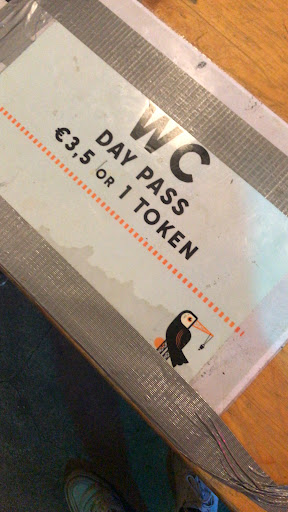 WC
DAY PASS
€3,5 OR 1 TOKEN